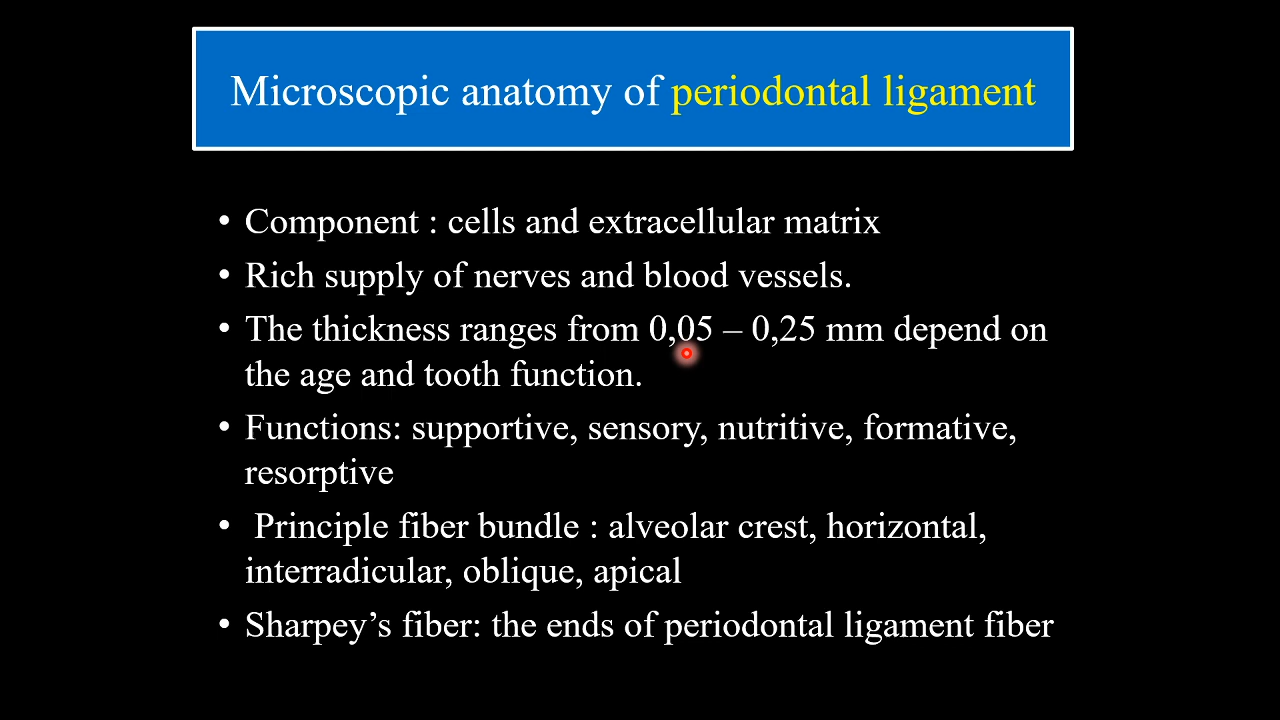 Microscopic anatomy of periodontal ligament
• Component : cells and extracellular matrix
• Rich supply of nerves and blood vessels.
• The thickness ranges from 0,05 – 0,25 mm depend on
the age and tooth function.
• Functions: supportive, sensory, nutritive, formative,
resorptive
• Principle fiber bundle : alveolar crest, horizontal,
interradicular, oblique, apical
• Sharpey’s fiber: the ends of periodontal ligament fiber